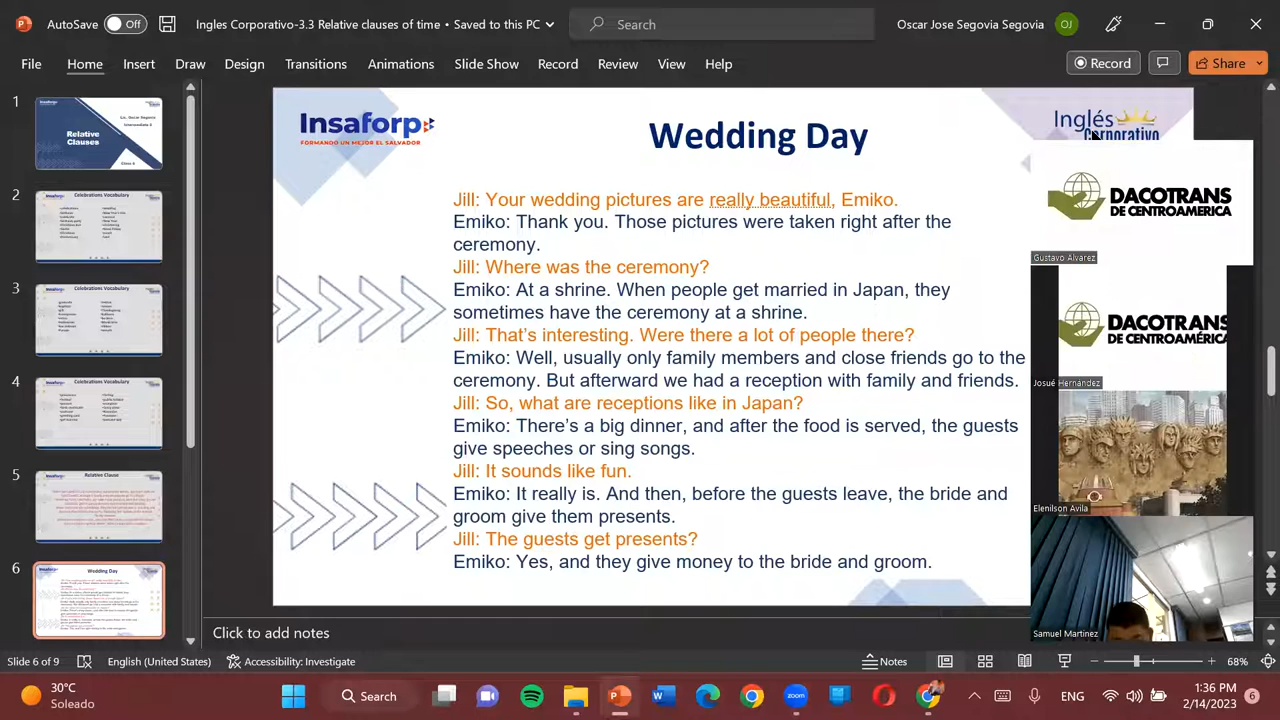 AutoSave Off Ingles Corporativo-3.3 Relative clauses of time • Saved to this PC Search Oscar Jose Segovia Segovia OJ
File Home Insert Draw Design Transitions Animations Slide Show Record Review View Help Record Share
1
Relative
Clauses
2
Celebrations Vocabulary
3
Celebrations Vocabulary
4
Celebrations Vocabulary
5
Relative Clause
6
Wedding Day
Insaforp
FORMANDO UN MEJOR EL SALVADOR
Wedding Day
Inglés
Corporativo
Jill: Your wedding pictures are really beautiful, Emiko.
Emiko: Thank you. Those pictures were taken right after the
ceremony.
Jill: Where was the ceremony?
Emiko: At a shrine. When people get married in Japan, they
sometimes have the ceremony at a shrine.
Jill: That's interesting. Were there a lot of people there?
Emiko: Well, usually only family members and close friends go to the
ceremony. But afterward we had a reception with family and friends.
Jill: So what are receptions like in Japan?
Emiko: There's a big dinner, and after the food is served, the guests
give speeches or sing songs.
Jill: It sounds like fun.
Emiko: It really is. And then, before the guests leave, the bride and
groom give them presents.
Jill: The guests get presents?
Emiko: Yes, and they give money to the bride and groom.
DACOTRANS
DE CENTROAMERICA
Gustavo Alvarez
DACOTRANS
DE CENTROAMÉRICA
Josué Hernández
Elenilson Avila
Samuel Martinez
Click to add notes
Slide 6 of 9 English (United States) Accessibility: Investigate Notes 68%
30°C
Soleado
Search
zoom
ENG
1:36 PM
2/14/2023
6